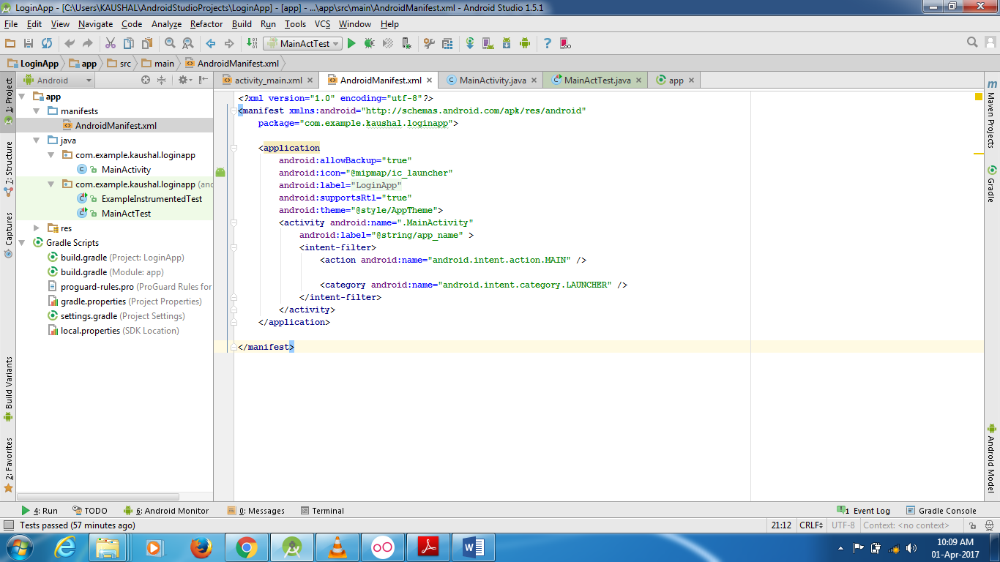 LoginApp - [C:\Users\KAUSHAL\AndroidStudioProjects\LoginApp] - [app] - ...\app\src\main\AndroidManifest.xml - Android Studio 1.5.1
File Edit View Navigate Code Analyze Refactor Build Run Tools VCS Window Help
MainActTest
LoginApp app src main AndroidManifest.xml
Android
activity_main.xml AndroidManifest.xml MainActivity.java MainActTest.java app
1: Project
7: Structure
Captures
Build Variants
2: Favorites
app
manifests
AndroidManifest.xml
java
com.example.kaushal.loginapp
MainActivity
com.example.kaushal.loginapp (and
ExampleInstrumentedTest
MainActTest
res
Gradle Scripts
build.gradle (Project: LoginApp)
build.gradle (Module: app)
proguard-rules.pro (ProGuard Rules for
gradle.properties (Project Properties)
settings.gradle (Project Settings)
local.properties (SDK Location)
<?xml version="1.0" encoding="utf-8"?>
<manifest xmlns:android="http://schemas.android.com/apk/res/android"
package="com.example.kaushal.loginapp">
<application
android:allowBackup="true"
android:icon="@mipmap/ic_launcher"
android:label="LoginApp"
android:supportsRtl="true"
android:theme="@style/AppTheme">
<activity android:name=".MainActivity"
android:label="@string/app_name" >
<intent-filter>
<action android:name="android.intent.action.MAIN" />
<category android:name="android.intent.category.LAUNCHER" />
</intent-filter>
</activity>
</application>
</manifest>
m
Maven Projects
Gradle
Android Model
4: Run TODO 6: Android Monitor 0: Messages Terminal 1 Event Log Gradle Console
Tests passed (57 minutes ago) 21:12 CRLF UTF-8 Context: <no context>
10:09 AM
01-Apr-2017